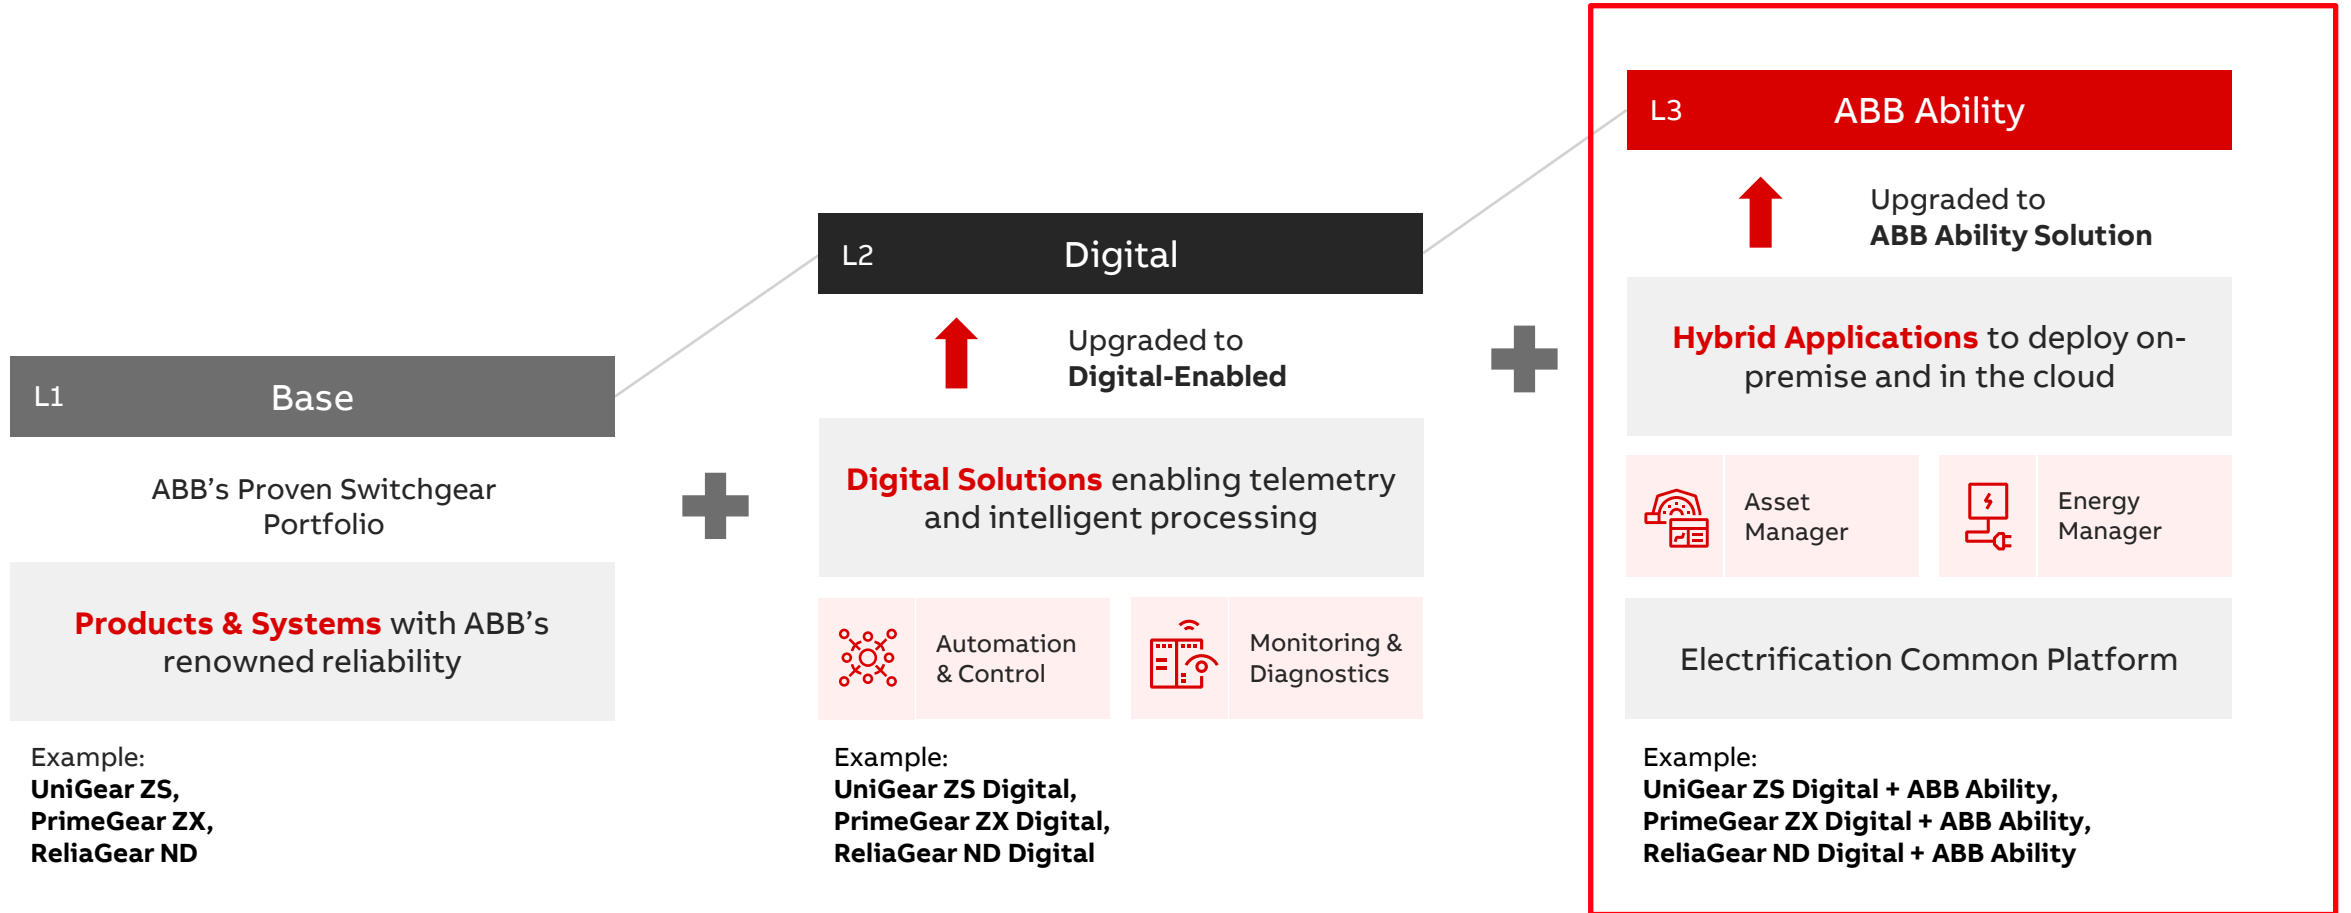 L1 Base
ABB’s Proven Switchgear
Portfolio
Products & Systems with ABB’s
renowned reliability
Example:
UniGear ZS,
PrimeGear ZX,
ReliaGear ND
L2 Digital
Upgraded to
Digital-Enabled
Digital Solutions enabling telemetry
and intelligent processing
Automation
& Control
Monitoring &
Diagnostics
Example:
UniGear ZS Digital,
PrimeGear ZX Digital,
ReliaGear ND Digital
L3 ABB Ability
Upgraded to
ABB Ability Solution
Hybrid Applications to deploy on-
premise and in the cloud
Asset
Manager
Energy
Manager
Electrification Common Platform
Example:
UniGear ZS Digital + ABB Ability,
PrimeGear ZX Digital + ABB Ability,
ReliaGear ND Digital + ABB Ability